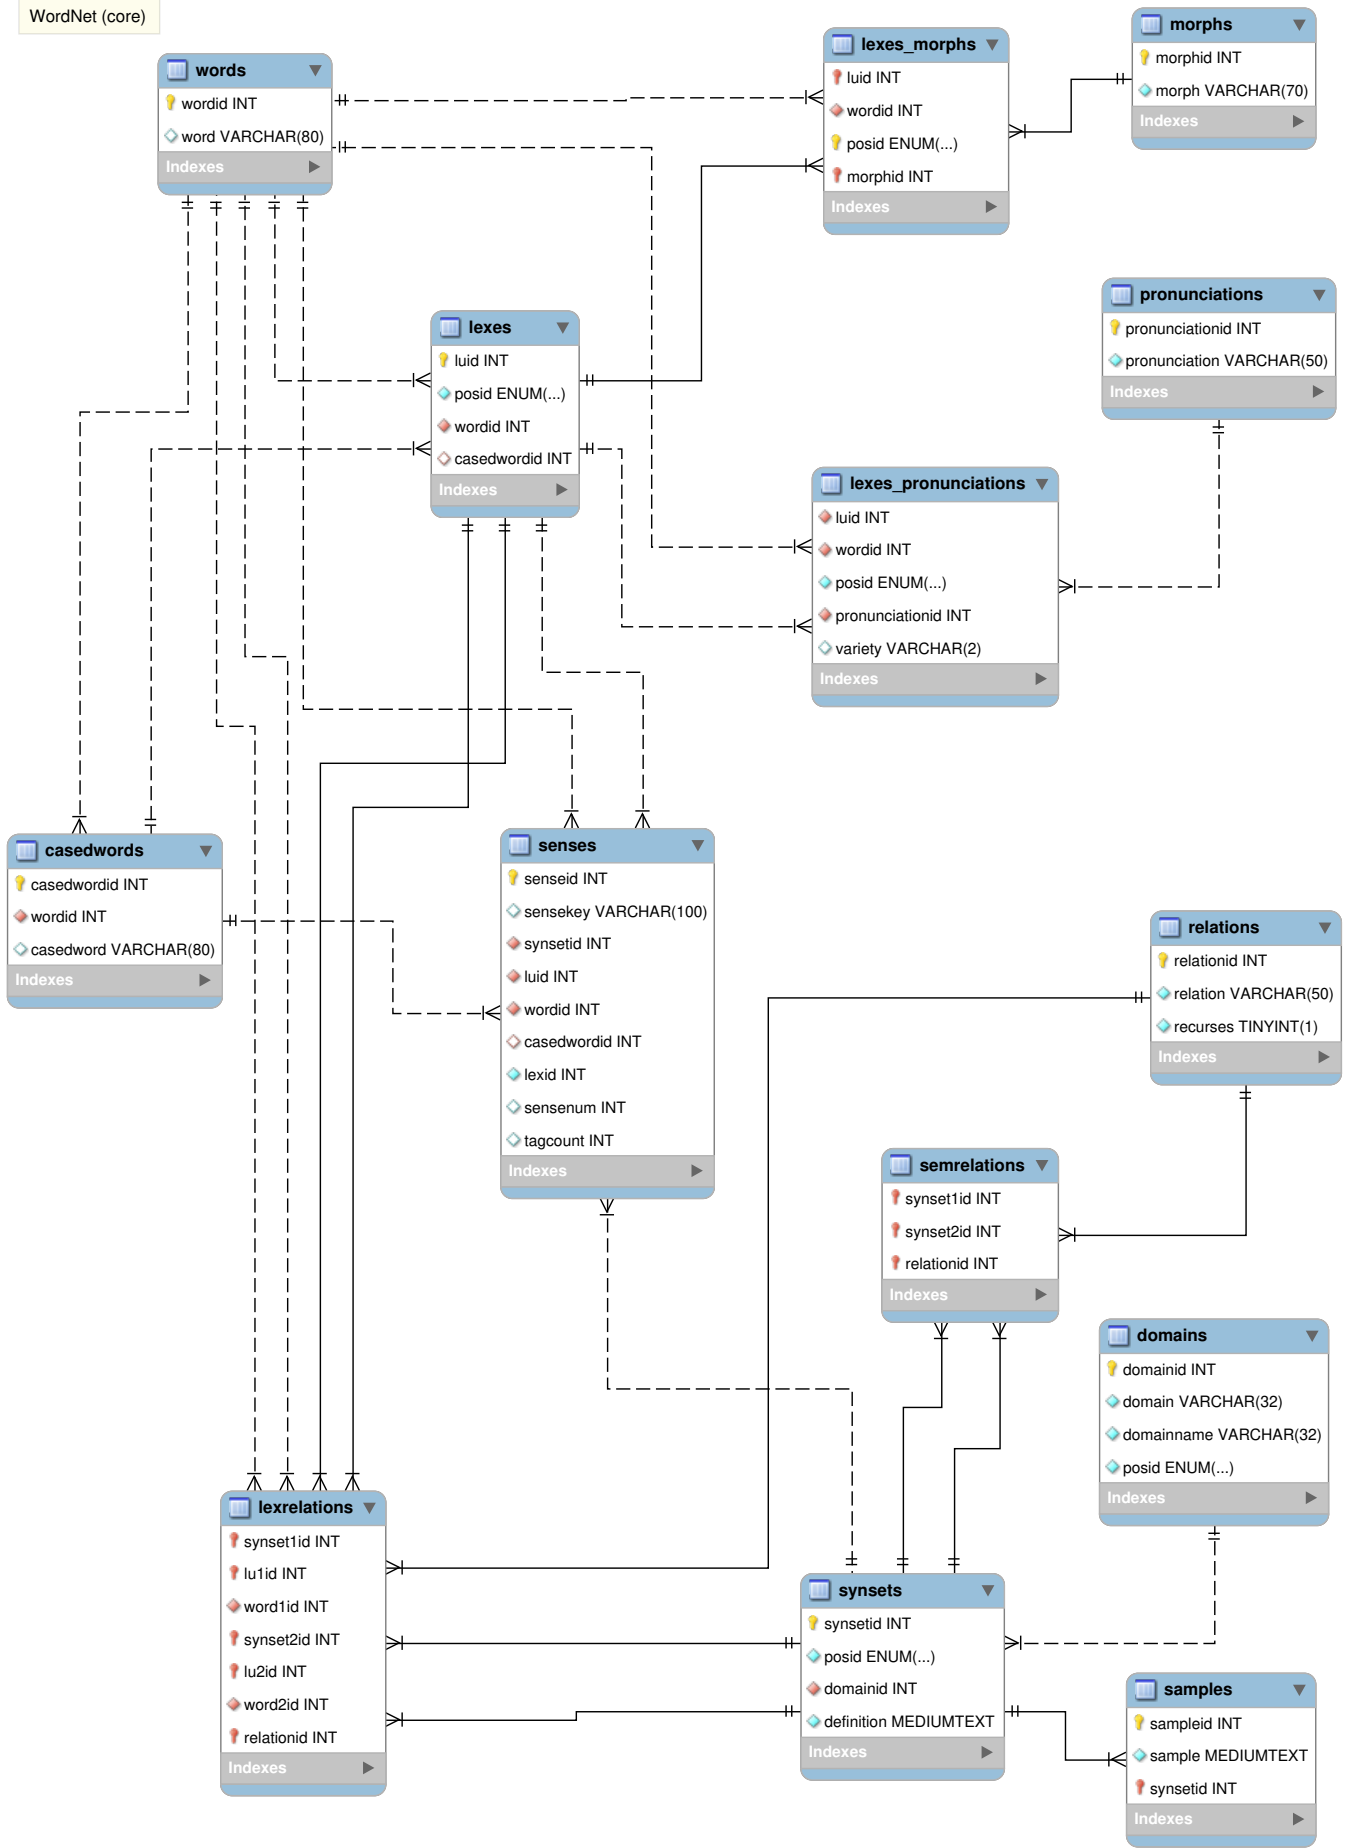 WordNet (core)
words
wordid INT
word VARCHAR(80)
Indexes
lexes_morphs
luid INT
wordid INT
posid ENUM(...)
morphid INT
Indexes
morphs
morphid INT
morph VARCHAR(70)
Indexes
lexes
luid INT
posid ENUM(...)
wordid INT
casedwordid INT
Indexes
pronunciations
pronunciationid INT
pronunciation VARCHAR(50)
Indexes
lexes_pronunciations
luid INT
wordid INT
posid ENUM(...)
pronunciationid INT
variety VARCHAR(2)
Indexes
casedwords
casedwordid INT
wordid INT
casedword VARCHAR(80)
Indexes
senses
senseid INT
sensekey VARCHAR(100)
synsetid INT
luid INT
wordid INT
casedwordid INT
lexid INT
sensenum INT
tagcount INT
Indexes
relations
relationid INT
relation VARCHAR(50)
recurses TINYINT(1)
Indexes
semrelations
synset1id INT
synset2id INT
relationid INT
Indexes
domains
domainid INT
domain VARCHAR(32)
domainname VARCHAR(32)
posid ENUM(...)
Indexes
lexrelations
synset1id INT
lu1id INT
word1id INT
synset2id INT
lu2id INT
word2id INT
relationid INT
Indexes
synsets
synsetid INT
posid ENUM(...)
domainid INT
definition MEDIUMTEXT
Indexes
samples
sampleid INT
sample MEDIUMTEXT
synsetid INT
Indexes